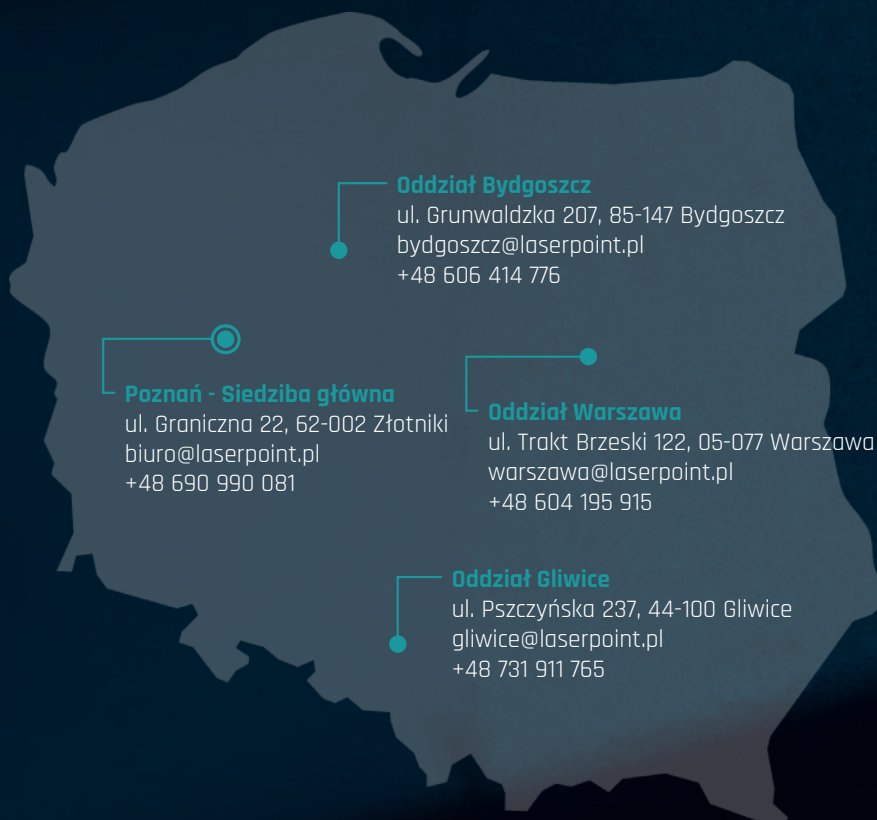 Oddział Bydgoszcz
ul. Grunwaldzka 207, 85-147 Bydgoszcz
bydgoszcz@laserpoint.pl
+48 606 414 776
Poznań - Siedziba główna
ul. Graniczna 22, 62-002 Złotniki
biuro@laserpoint.pl
+48 690 990 081
Oddział Warszawa
ul. Trakt Brzeski 122, 05-077 Warszawa
warszawa@laserpoint.pl
+48 604 195 915
Oddział Gliwice
ul. Pszczyńska 237, 44-100 Gliwice
gliwice@laserpoint.pl
+48 731 911 765